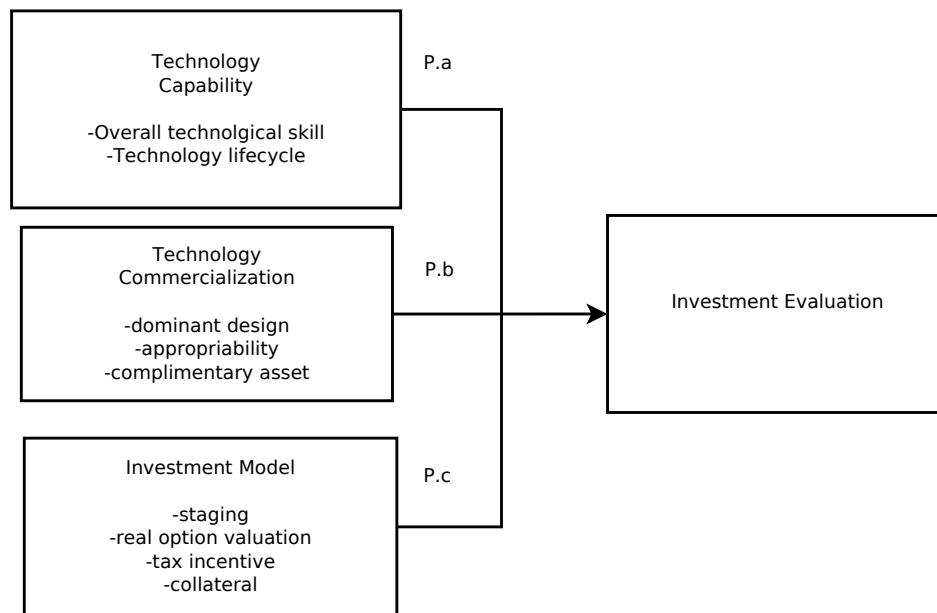 Technology
Capability
-Overall technolgical skill
-Technology lifecycle
P.a
Technology
Commercialization
-dominant design
-appropriability
-complimentary asset
P.b
Investment Model
-staging
-real option valuation
-tax incentive
-collateral
P.c
Investment Evaluation